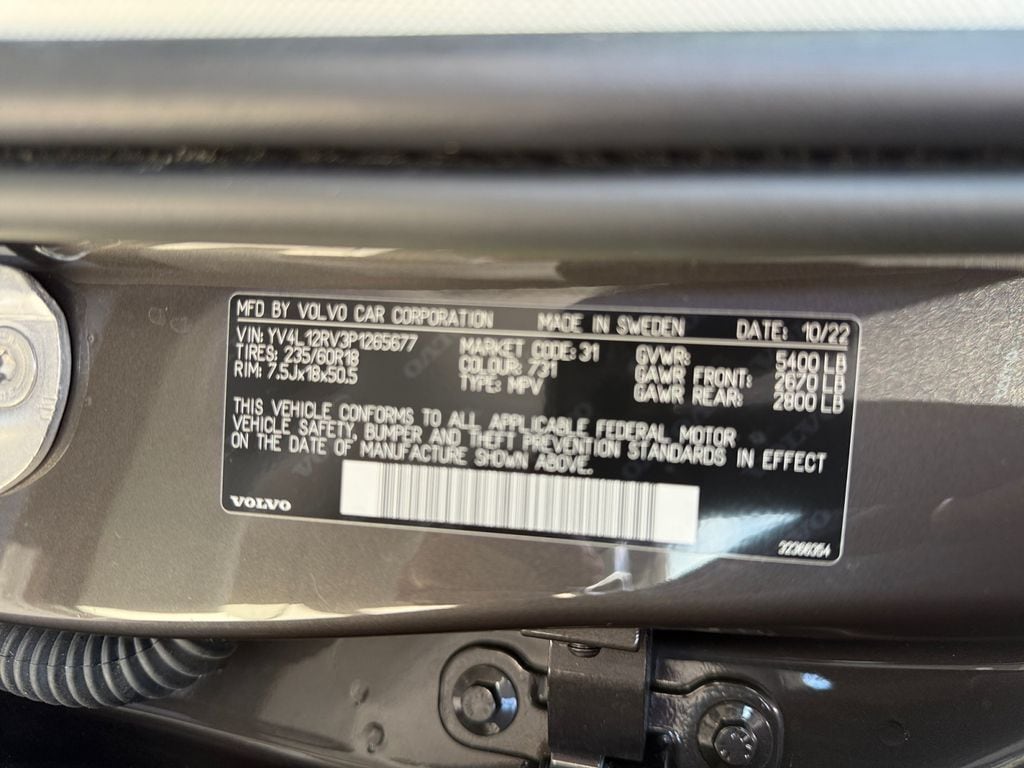 MFD BY VOLVO CAR CORPORATION MADE IN SWEDEN DATE: 10/22
VIN: YV4L12RV3P1265677 MARKET CODE: 31 GVWR: 5400 LB
TIRES: 235/60R18 COLOUR: 731 GAWR FRONT: 2670 LB
RIM: 7.5Jx18x50.5 TYPE: MPV GAWR REAR: 2800 LB
THIS VEHICLE CONFORMS TO ALL APPLICABLE FEDERAL MOTOR
VEHICLE SAFETY, BUMPER AND THEFT PREVENTION STANDARDS IN EFFECT
ON THE DATE OF MANUFACTURE SHOWN ABOVE.
VOLVO
32366354